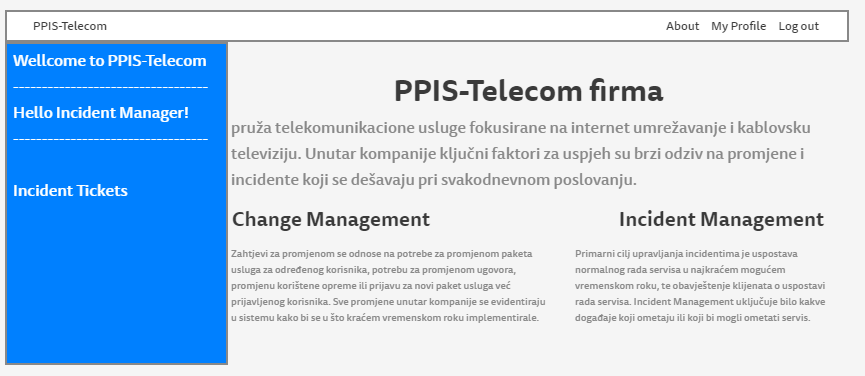 PPIS-Telecom
About My Profile Log out
Wellcome to PPIS-Telecom
---------------------------------
Hello Incident Manager!
---------------------------------
Incident Tickets
PPIS-Telecom firma
pruža telekomunikacione usluge fokusirane na internet umrežavanje i kablovsku
televiziju. Unutar kompanije ključni faktori za uspjeh su brzi odziv na promjene i
incidente koji se dešavaju pri svakodnevnom poslovanju.
Change Management
Zahtjevi za promjenom se odnose na potrebe za promjenom paketa
usluga za određenog korisnika, potrebu za promjenom ugovora,
promjenu korištene opreme ili prijavu za novi paket usluga već
prijavljenog korisnika. Sve promjene unutar kompanije se evidentiraju
u sistemu kako bi se u što kraćem vremenskom roku implementirale.
Incident Management
Primarni cilj upravljanja incidentima je uspostava
normalnog rada servisa u najkraćem mogućem
vremenskom roku, te obavještenje klijenata o uspostavi
rada servisa. Incident Management uključuje bilo kakve
događaje koji ometaju ili koji bi mogli ometati servis.